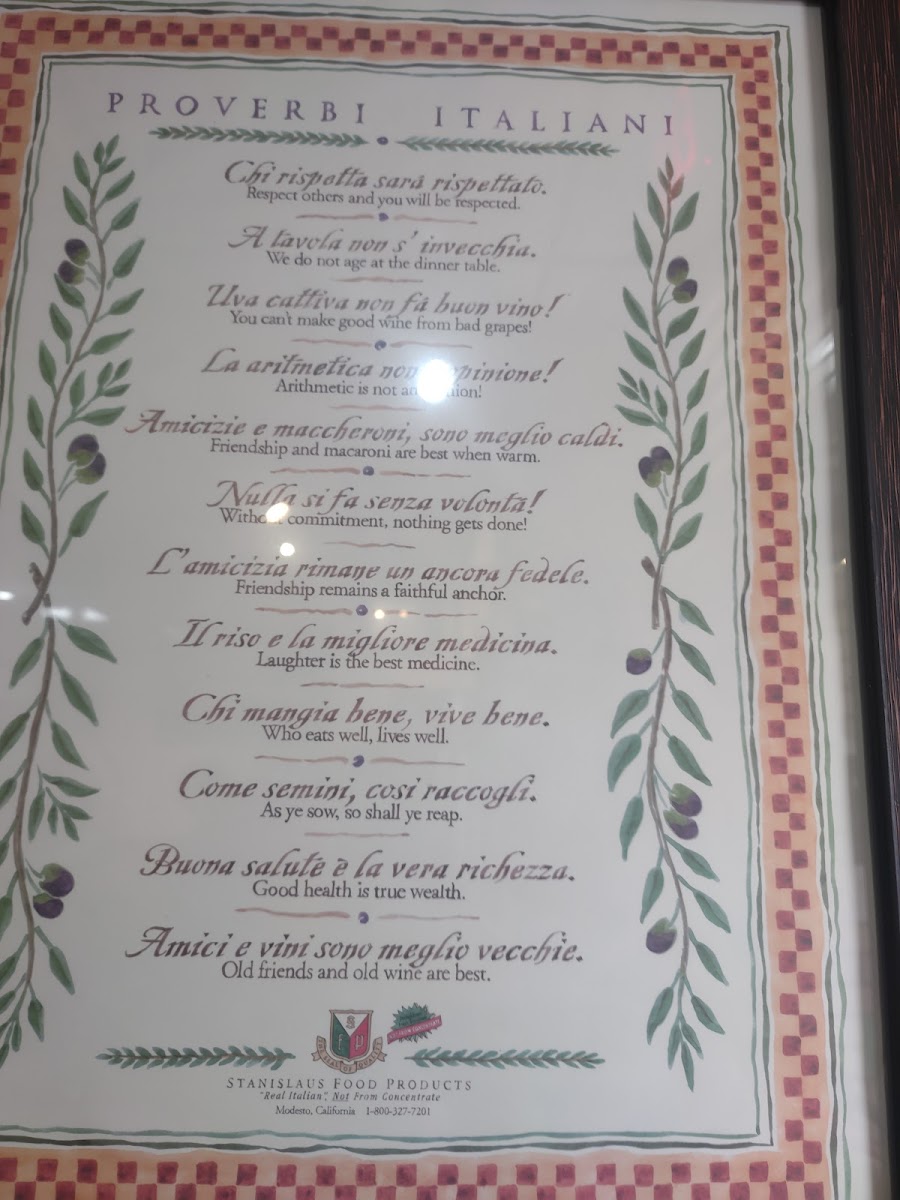 PROVERBI ITALIANI
Chi rispetta sarà rispettato.
Respect others and you will be respected.
A tavola non s' invecchia.
We do not age at the dinner table.
Uva cattiva non fà buon vino!
You can't make good wine from bad grapes!
La aritmetica non opinione!
Arithmetic is not an opinion!
Amicizie e maccheroni, sono meglio caldi.
Friendship and macaroni are best when warm.
Nulla si fa senza volontà!
Without commitment, nothing gets done!
L'amicizia rimane un ancora fedele.
Friendship remains a faithful anchor.
Il riso e la migliore medicina.
Laughter is the best medicine.
Chi mangia bene, vive bene.
Who eats well, lives well.
Come semini, cosi raccogli.
As ye sow, so shall ye reap.
Buona saluté è la vera richezza.
Good health is true wealth.
Amici e vini sono meglio vecchie.
Old friends and old wine are best.
STANISLAUS FOOD PRODUCTS
"Real Italian", Not From Concentrate
Modesto, California 1-800-327-7201